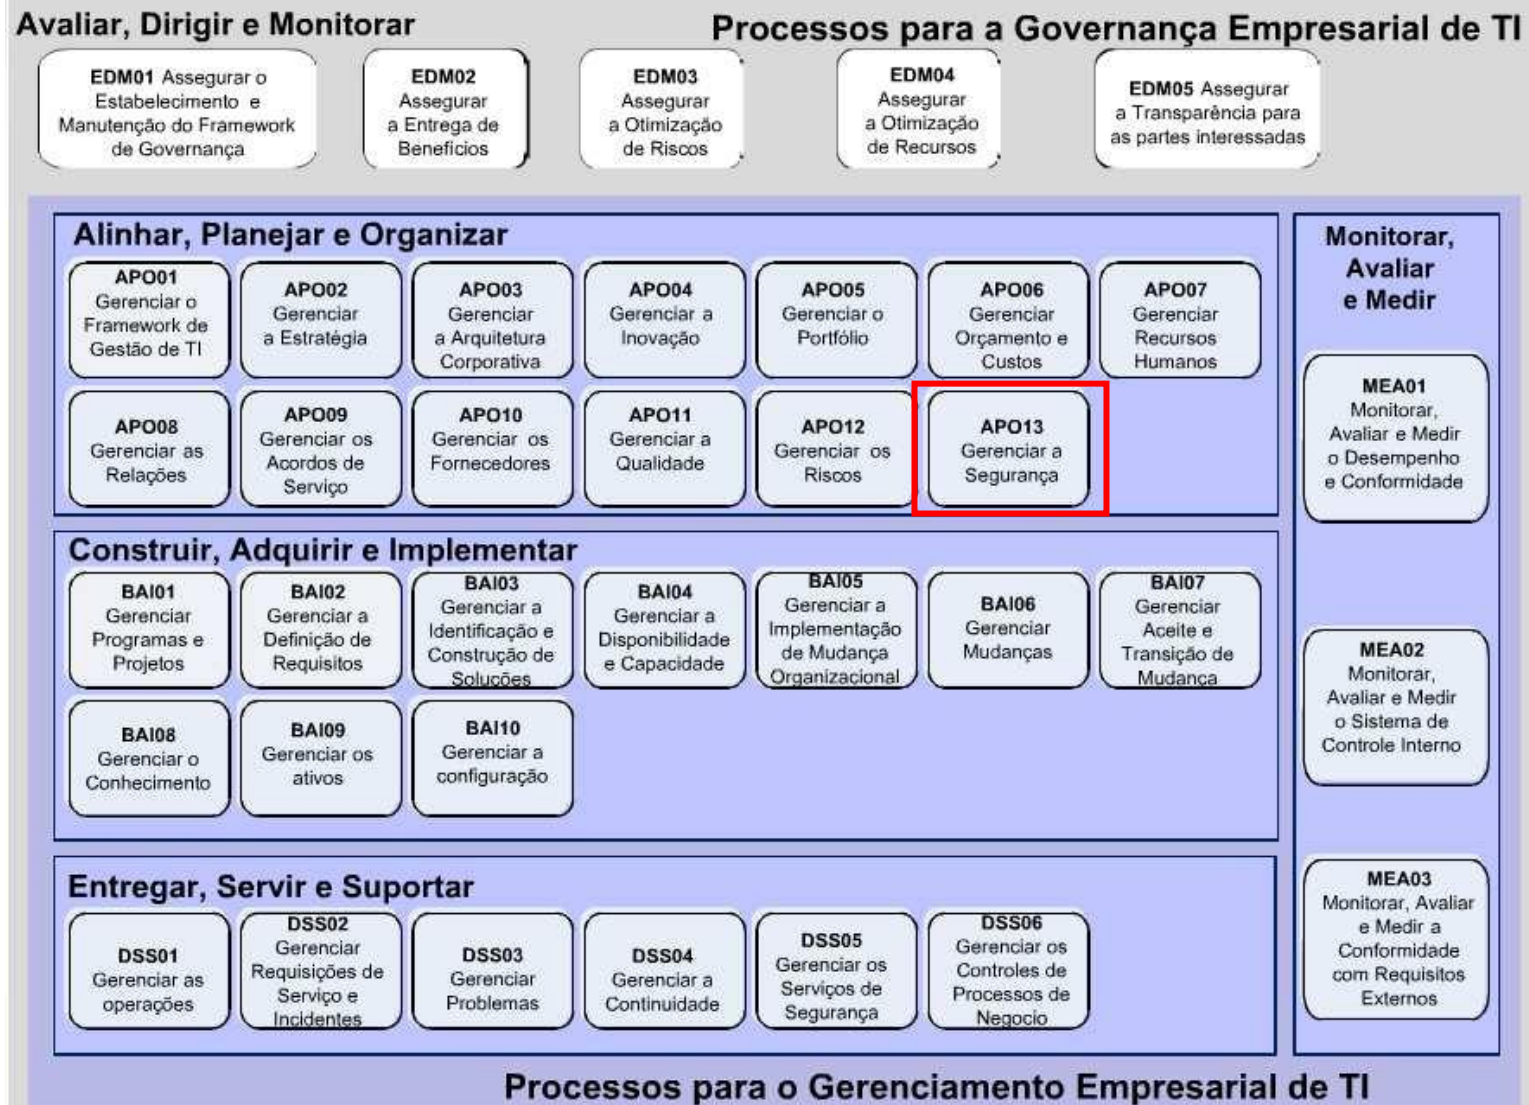 Avaliar, Dirigir e Monitorar
Processos para a Governança Empresarial de TI
EDM01 Assegurar o
Estabelecimento e
Manutenção do Framework
de Governança
EDM02
Assegurar
a Entrega de
Beneficios
EDM03
Assegurar
a Otimização
de Riscos
EDM04
Assegurar
a Otimização
de Recursos
EDM05 Assegurar
a Transparência para
as partes interessadas
Alinhar, Planejar e Organizar
APO01
Gerenciar o
Framework de
Gestão de TI
APO02
Gerenciar
a Estratégia
APO03
Gerenciar
a Arquitetura
Corporativa
APO04
Gerenciar a
Inovação
APO05
Gerenciar o
Portfólio
APO06
Gerenciar
Orçamento e
Custos
APO07
Gerenciar
Recursos
Humanos
APO08
Gerenciar as
Relações
APO09
Gerenciar os
Acordos de
Serviço
APO10
Gerenciar os
Fornecedores
APO11
Gerenciar a
Qualidade
APO12
Gerenciar os
Riscos
APO13
Gerenciar a
Segurança
Construir, Adquirir e Implementar
BAI01
Gerenciar
Programas e
Projetos
BAI02
Gerenciar a
Definição de
Requisitos
BAI03
Gerenciar a
Identificação e
Construção de
Soluções
BAI04
Gerenciar a
Disponibilidade
e Capacidade
BAI05
Gerenciar a
Implementação
de Mudança
Organizacional
BAI06
Gerenciar
Mudanças
BAI07
Gerenciar
Aceite e
Transição de
Mudança
BAI08
Gerenciar o
Conhecimento
BAI09
Gerenciar os
ativos
BAI10
Gerenciar a
configuração
Entregar, Servir e Suportar
DSS01
Gerenciar as
operações
DSS02
Gerenciar
Requisições de
Serviço e
Incidentes
DSS03
Gerenciar
Problemas
DSS04
Gerenciar a
Continuidade
DSS05
Gerenciar os
Serviços de
Segurança
DSS06
Gerenciar os
Controles de
Processos de
Negocio
Monitorar,
Avaliar
e Medir
MEA01
Monitorar,
Avaliar e Medir
o Desempenho
e Conformidade
MEA02
Monitorar,
Avaliar e Medir
o Sistema de
Controle Interno
MEA03
Monitorar, Avaliar
e Medir a
Conformidade
com Requisitos
Externos
Processos para o Gerenciamento Empresarial de TI